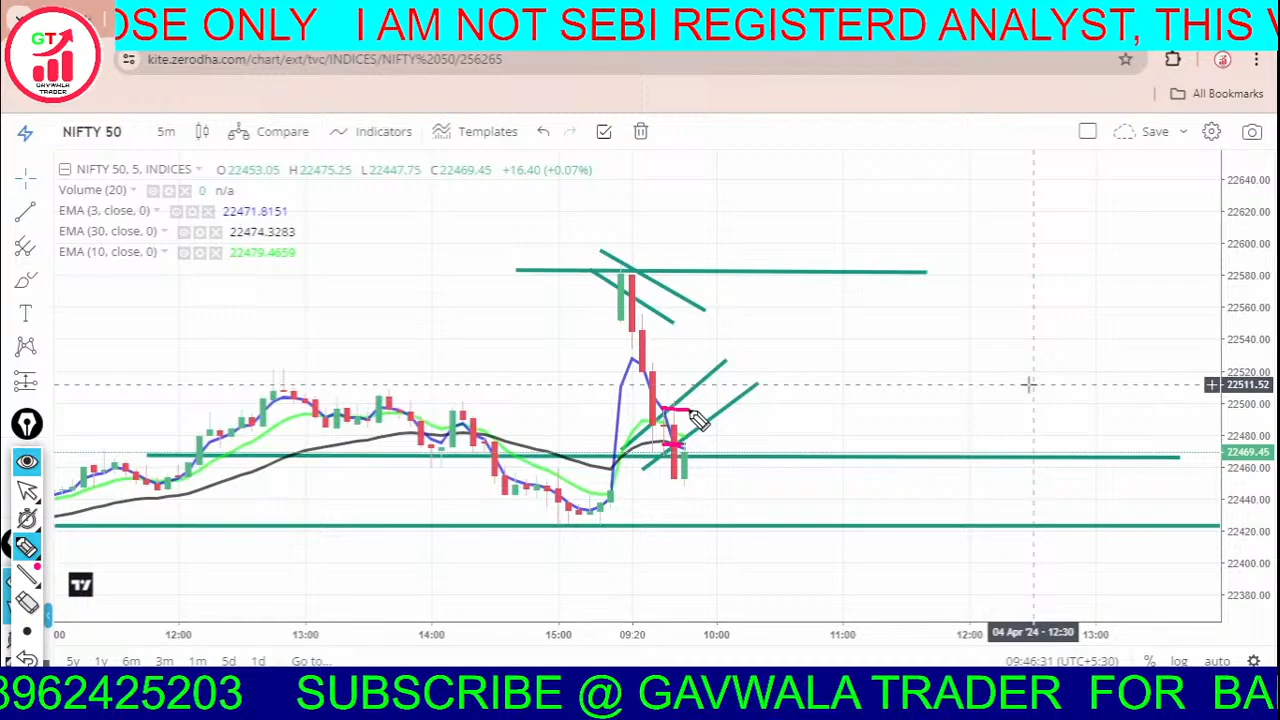 OSE ONLY I AM NOT SEBI REGISTERD ANALYST, THIS V
GT
GAVWALA
TRADER
kite.zerodha.com/chart/ext/tvc/INDICES/NIFTY%2050/256265
All Bookmarks
NIFTY 50 5m Compare Indicators Templates Save
NIFTY 50, 5, INDICES O22453.05 H22475.25 L22447.75 C22469.45 +16.40 (+0.07%)
Volume (20) 0 n/a
EMA (3, close, 0) 22471.8151
EMA (30, close, 0) 22474.3283
EMA (10, close, 0) 22479.4659
22640.00
22620.00
22600.00
22580.00
22560.00
22540.00
22520.00
22511.52
22500.00
22480.00
22469.45
22460.00
22440.00
22420.00
22400.00
22380.00
:00 12:00 13:00 14:00 15:00 09:20 10:00 11:00 12:00 04 Apr '24 - 12:30 13:00
5y 1y 6m 3m 1m 5d 1d Go to... 09:46:31 (UTC+5:30) % log auto
3962425203 SUBSCRIBE @ GAVWALA TRADER FOR BA